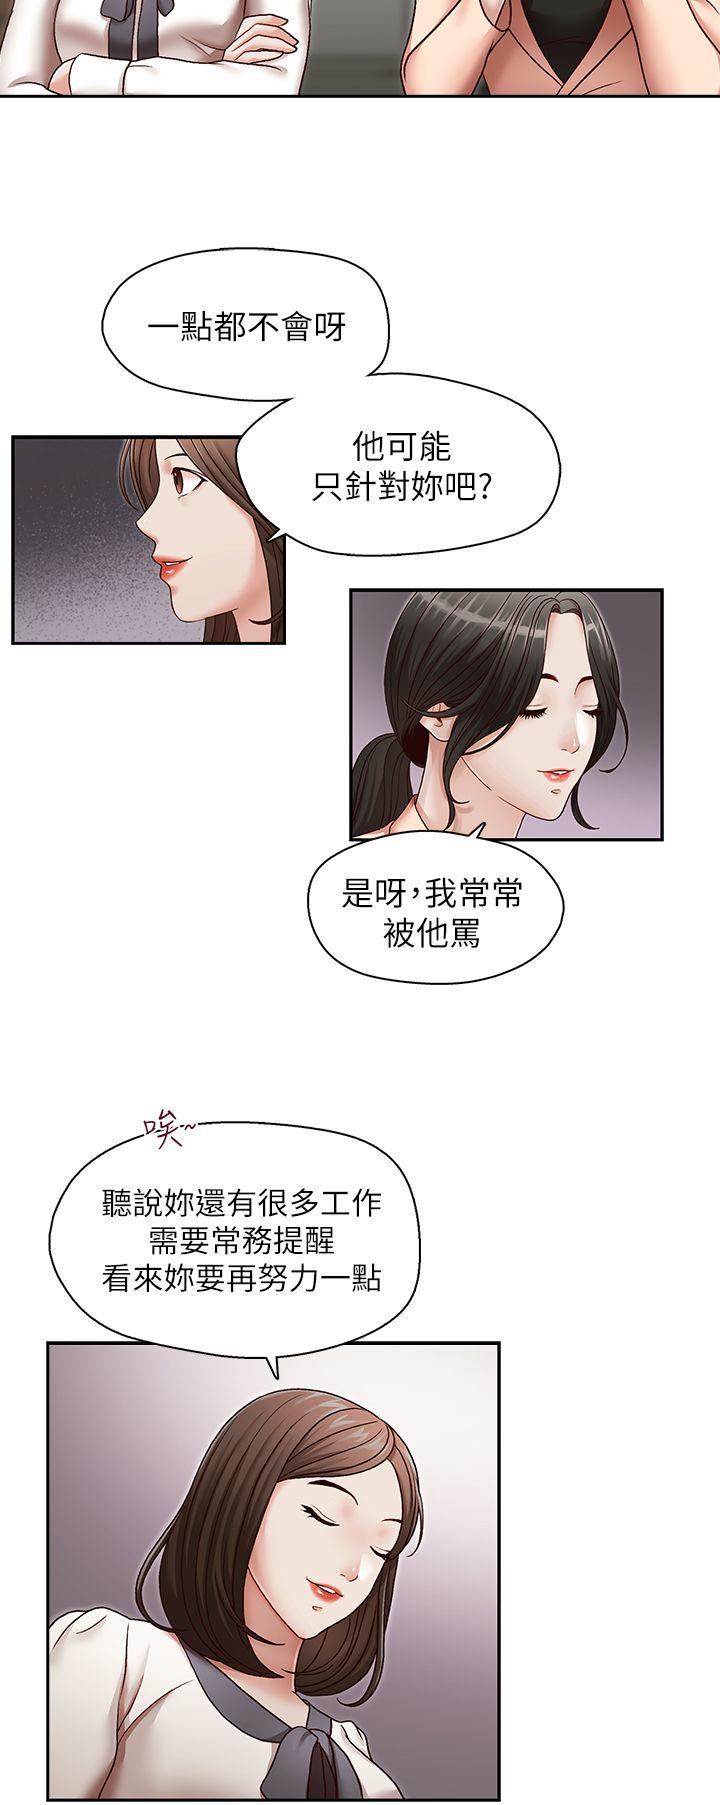 一點都不會呀
他可能
只針對妳吧?
是呀,我常常
被他罵
唉~
聽說妳還有很多工作
需要常務提醒
看來妳要再努力一點